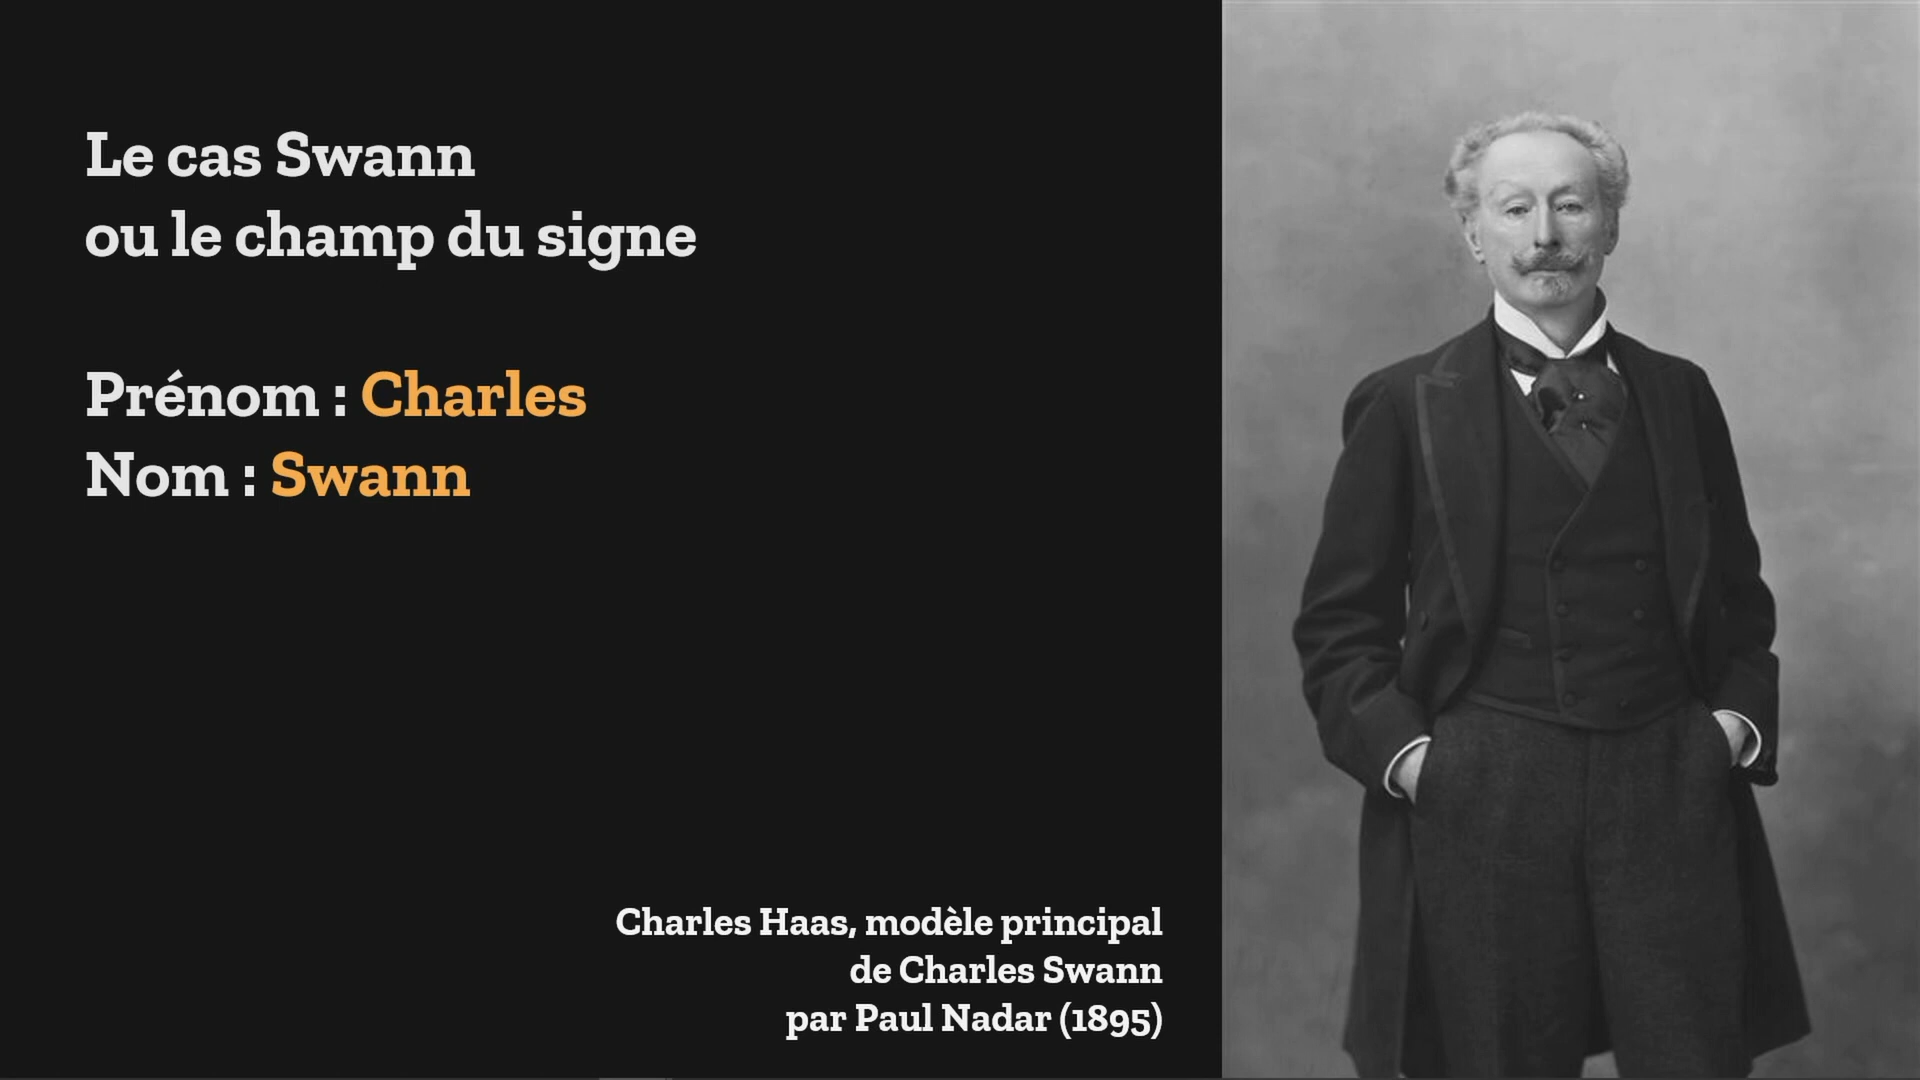 Le cas Swann
ou le champ du signe
Prénom : Charles
Nom : Swann
Charles Haas, modèle principal
de Charles Swann
par Paul Nadar (1895)